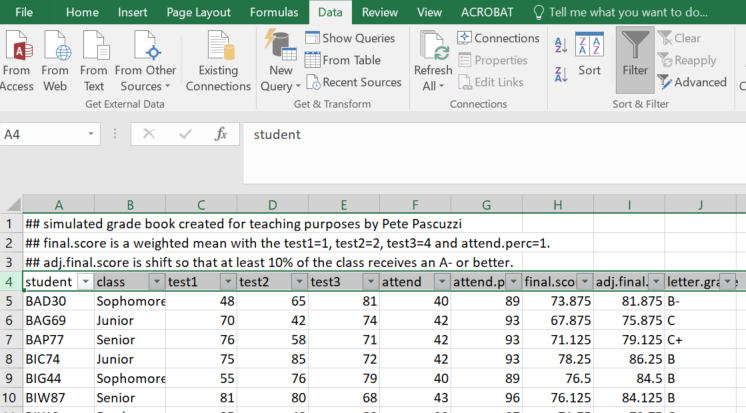 File Home Insert Page Layout Formulas Data Review View ACROBAT Tell me what you want to do...
From Access From Web From Text From Other Sources Existing Connections New Query Show Queries From Table Recent Sources Refresh All Connections Properties Edit Links Sort Filter Clear Reapply Advanced
Get External Data Get & Transform Connections Sort & Filter
A4 fx student
A B C D E F G H I J
1 ## simulated grade book created for teaching purposes by Pete Pascuzzi
2 ## final.score is a weighted mean with the test1=1, test2=2, test3=4 and attend.perc=1.
3 ## adj.final.score is shift so that at least 10% of the class receives an A- or better.
4 student class test1 test2 test3 attend attend.p final.sco adj.final. letter.grade
5 BAD30 Sophomore 48 65 81 40 89 73.875 81.875 B-
6 BAG69 Junior 70 42 74 42 93 67.875 75.875 C
7 BAP77 Senior 76 58 71 42 93 71.125 79.125 C+
8 BIC74 Junior 75 85 72 42 93 78.25 86.25 B
9 BIG44 Sophomore 55 76 79 40 89 76.5 84.5 B
10 BIW87 Senior 81 80 68 43 96 76.125 84.125 B